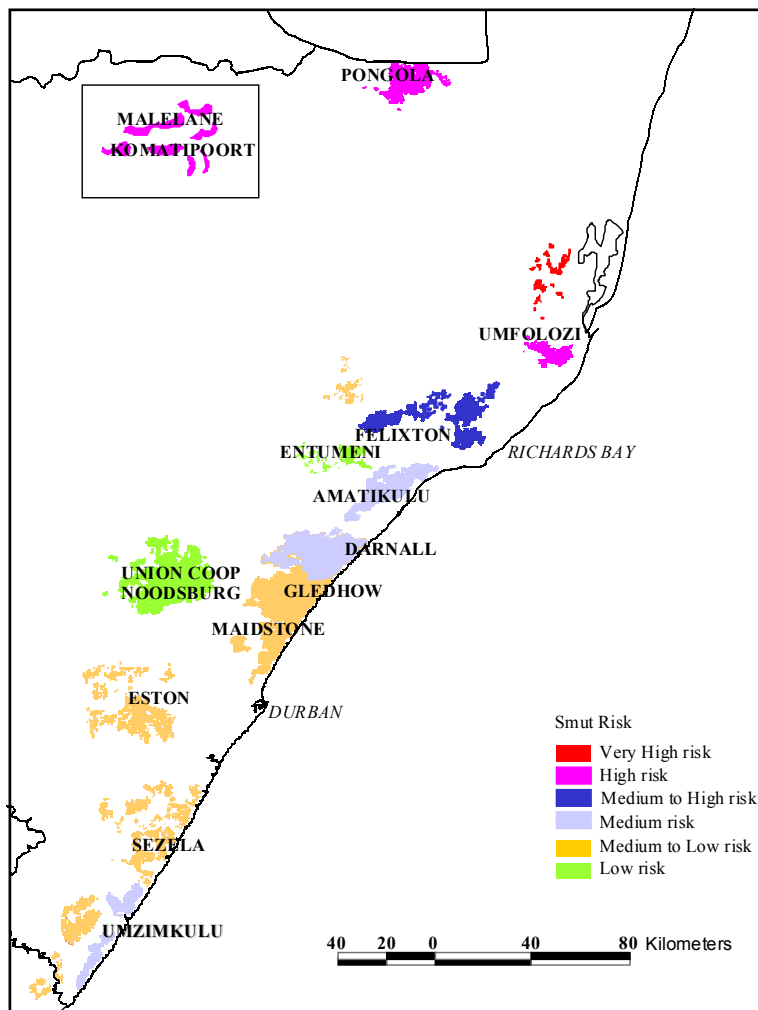 PONGOLA
MALELANE
KOMATIPOORT
UMFOLOZI
FELIXTON
ENTUMENI
RICHARDS BAY
AMATIKULU
DARNALL
UNION COOP
GLEDHOW
NOODSBURG
MAIDSTONE
ESTON
DURBAN
Smut Risk
Very High risk
High risk
Medium to High risk
Medium risk
Medium to Low risk
Low risk
SEZELA
UMZIMKULU
40 20 0 40 80 Kilometers